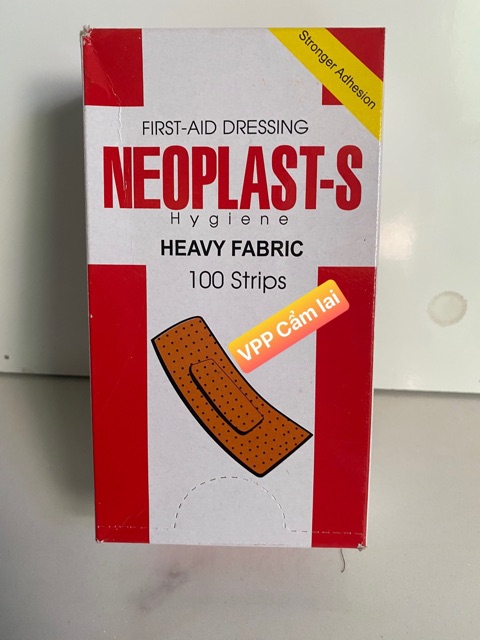 Stronger Adhesion
FIRST-AID DRESSING
NEOPLAST-S
Hygiene
HEAVY FABRIC
100 Strips
VPP Cẩm lai